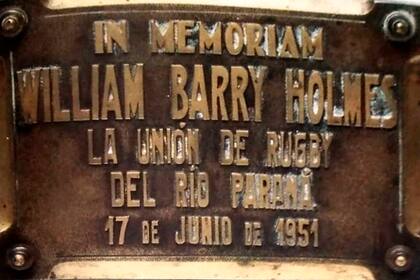 IN MEMORIAM
WILLIAM BARRY HOLMES
LA UNIÓN DE RUGBY
DEL RÍO PARANÁ
17 DE JUNIO DE 1951